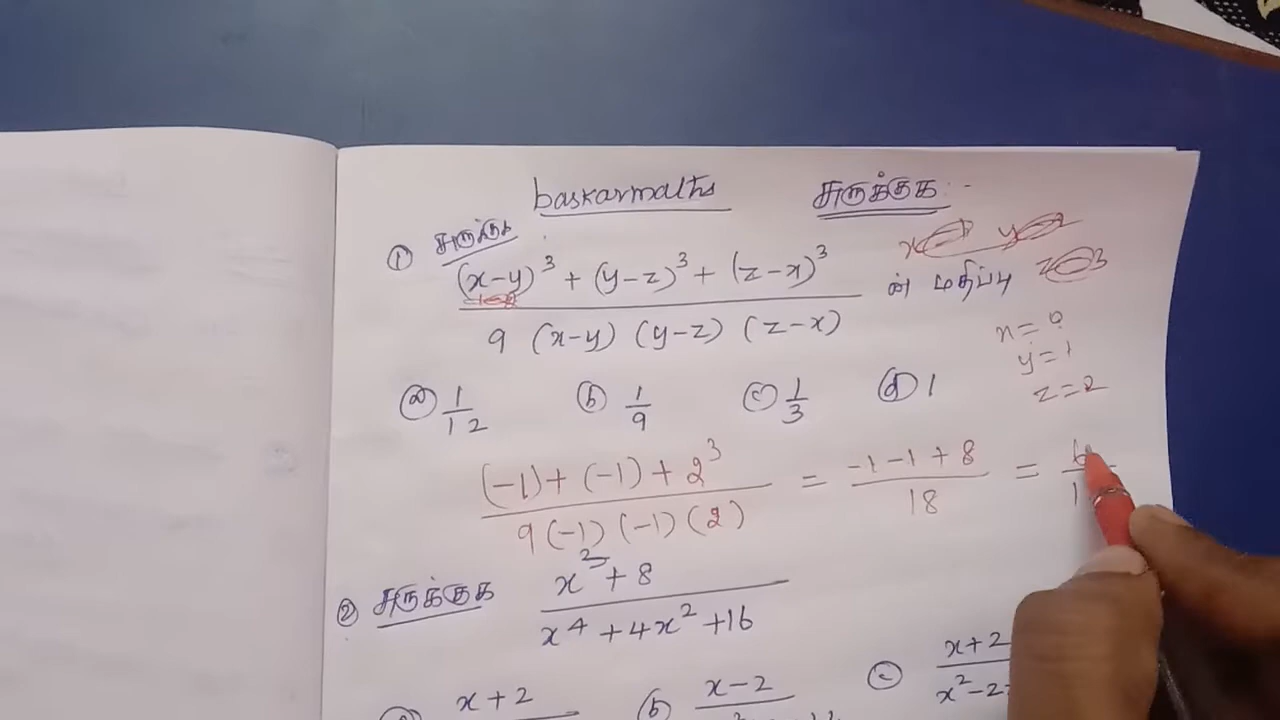 baskarmaths சுருக்குக :-
① சுருக்கு
(x-y)³ + (y-z)³ + (z-x)³
ன் மதிப்பு
9 (x-y) (y-z) (z-x)
x=0
y=1
z=2
ⓐ 1/12 ⓑ 1/9 ⓒ 1/3 ⓓ 1
(-1)+(-1)+2³ = -1-1+8 =
9(-1)(-1)(2) 18
② சுருக்குக x³+8
x⁴+4x²+16
x+2 ⓑ x-2 ⓒ x+2